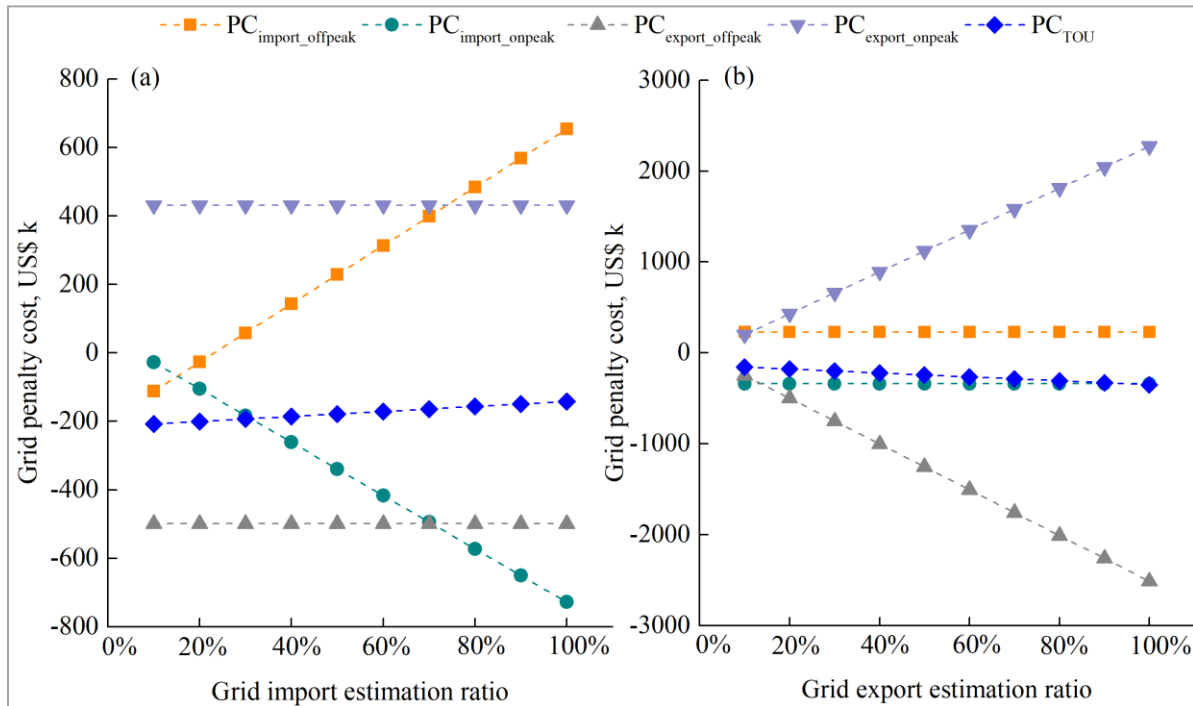 PCimport_offpeak PCimport_onpeak PCexport_offpeak PCexport_onpeak PCTOU
(a)
800
600
400
200
0
-200
-400
-600
-800
Grid penalty cost, US$ k
0% 20% 40% 60% 80% 100%
Grid import estimation ratio
(b)
3000
2000
1000
0
-1000
-2000
-3000
Grid penalty cost, US$ k
0% 20% 40% 60% 80% 100%
Grid export estimation ratio